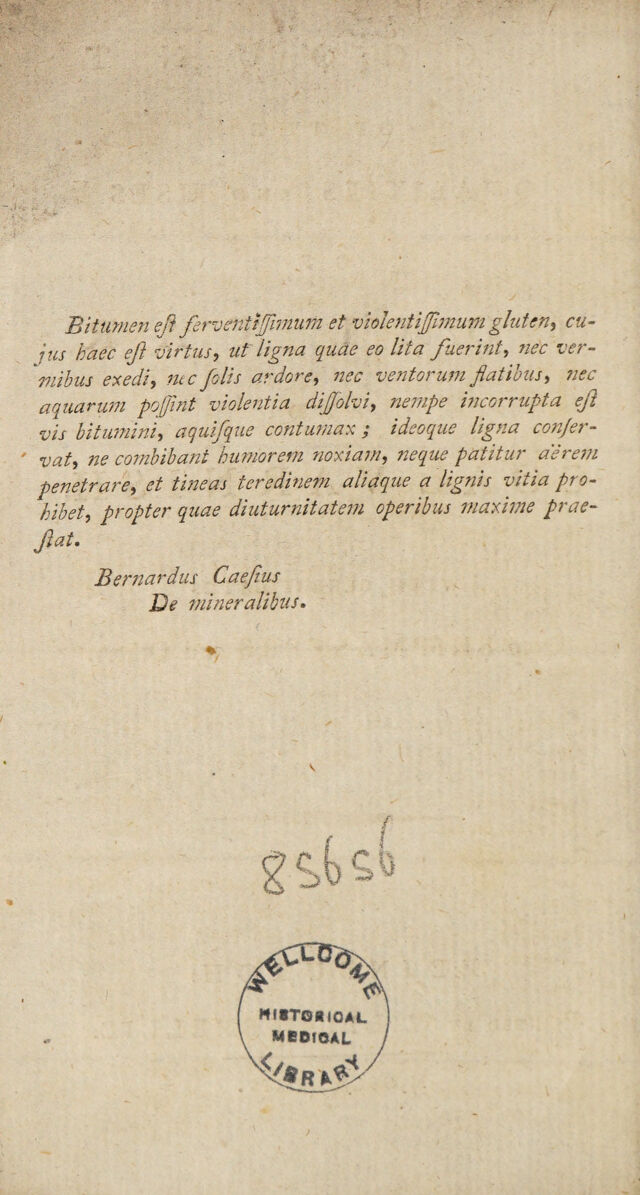 Bitumen eſt ferventiſſimum et violentiſſimum gluten, cu-
jus haec eſt virtus, ut ligna quae eo lita fuerint, nec ver-
mibus exedi, nec ſolis ardore, nec ventorum flatibus, nec
aquarum poſſint violentia diſſolvi, nempe incorrupta eſt
vis bitumini, aquiſque contumax; ideoque ligna conſer-
vat, ne combibant humorem noxiam, neque patitur aërem
penetrare, et tineas teredinem aliaque a lignis vitia pro-
hibet, propter quae diuturnitatem operibus maxime prae-
ſtat.
Bernardus Caeſius
De mineralibus.
85656
WELLCOME
HISTORICAL
MEDICAL
LIBRARY